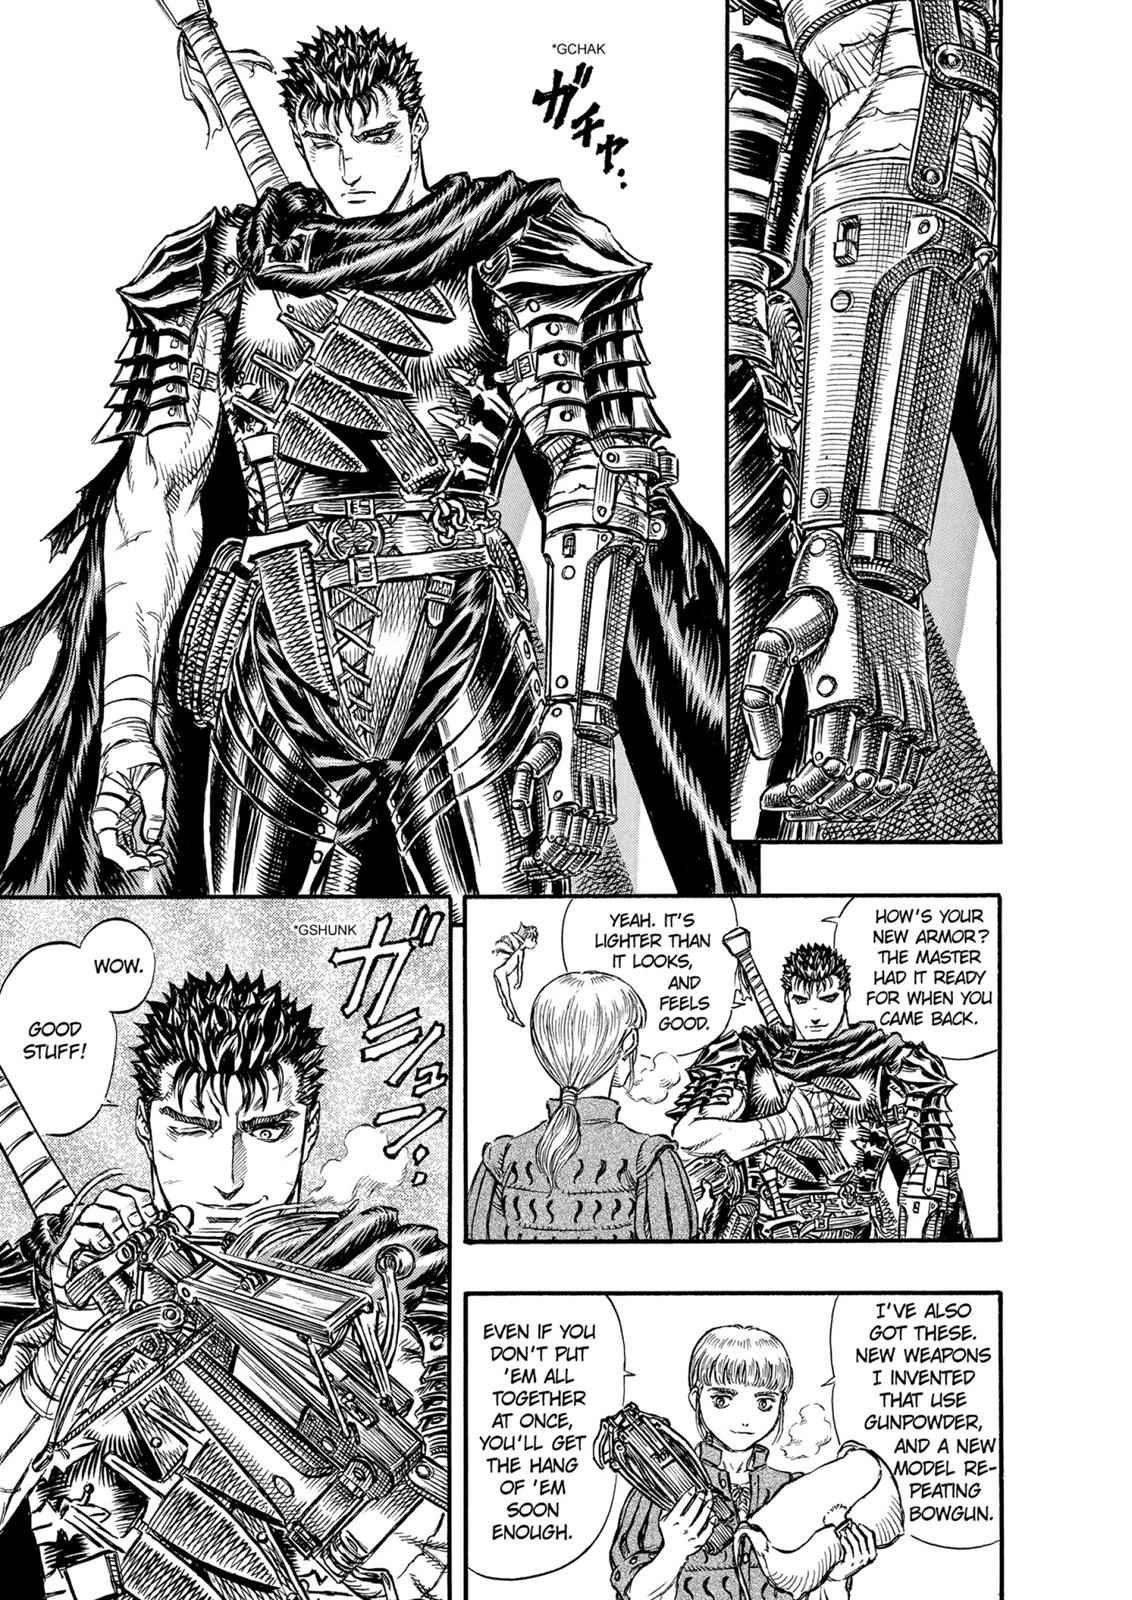 *GCHAK
ガチャ‥
HOW'S YOUR
NEW ARMOR?
THE MASTER
HAD IT READY
FOR WHEN YOU
CAME BACK.
YEAH. IT'S
LIGHTER THAN
IT LOOKS,
AND
FEELS
GOOD.
*GSHUNK
ガシュン‥
WOW.
GOOD
STUFF!
I'VE ALSO
GOT THESE.
NEW WEAPONS
I INVENTED
THAT USE
GUNPOWDER,
AND A NEW
MODEL RE-
PEATING
BOWGUN.
EVEN IF YOU
DON'T PUT
'EM ALL
TOGETHER
AT ONCE,
YOU'LL GET
THE HANG
OF 'EM
SOON
ENOUGH.